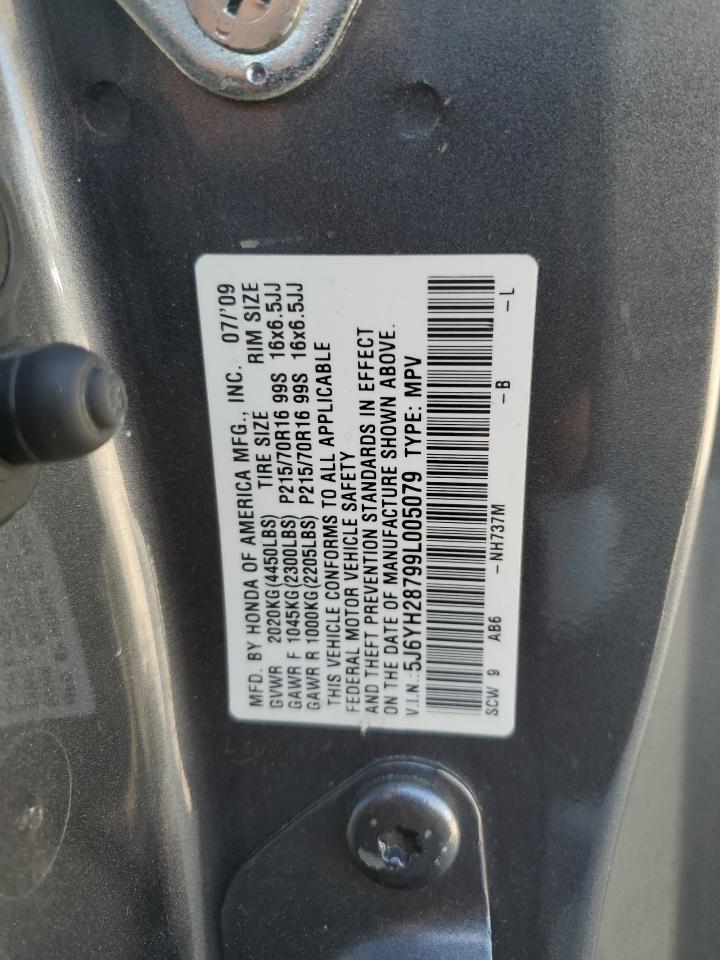 MFD. BY HONDA OF AMERICA MFG., INC. 07/'09
GVWR 2020KG(4450LBS) TIRE SIZE RIM SIZE
GAWR F 1045KG(2300LBS) P215/70R16 99S 16x6.5JJ
GAWR R 1000KG(2205LBS) P215/70R16 99S 16x6.5JJ
THIS VEHICLE CONFORMS TO ALL APPLICABLE
FEDERAL MOTOR VEHICLE SAFETY
AND THEFT PREVENTION STANDARDS IN EFFECT
ON THE DATE OF MANUFACTURE SHOWN ABOVE.
V.I.N.:5J6YH28799L005079 TYPE: MPV
SCW 9 AB6 -NH737M -B -L